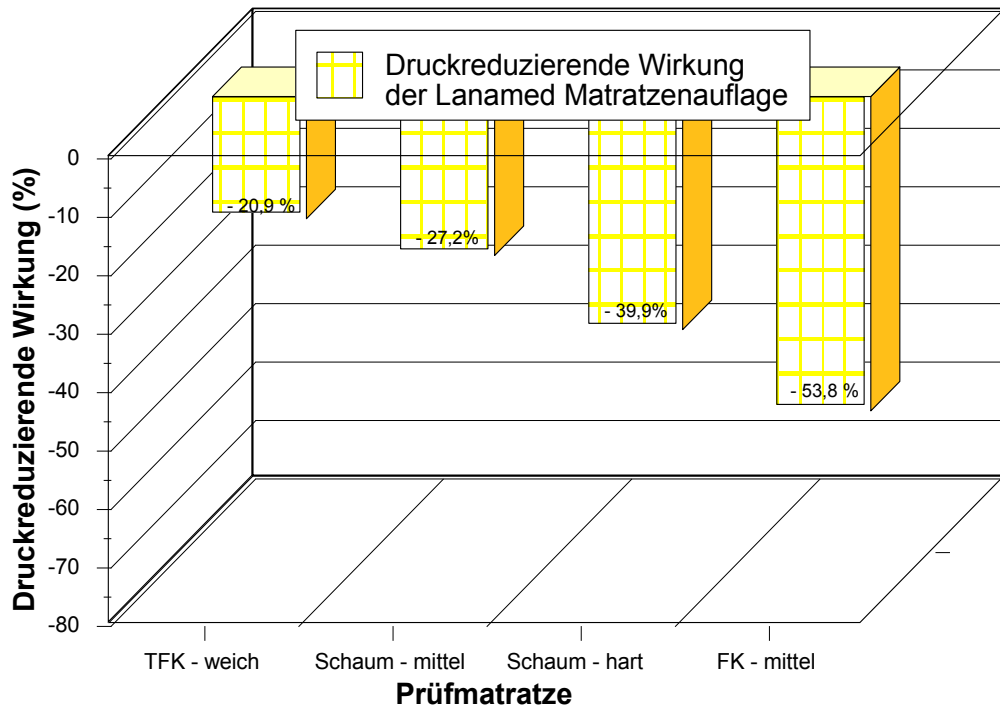 Druckreduzierende Wirkung
der Lanamed Matratzenauflage
Druckreduzierende Wirkung (%)
0
-10
-20
-30
-40
-50
-60
-70
-80
- 20,9 %
- 27,2%
- 39,9%
- 53,8 %
TFK - weich
Schaum - mittel
Schaum - hart
FK - mittel
Prüfmatratze